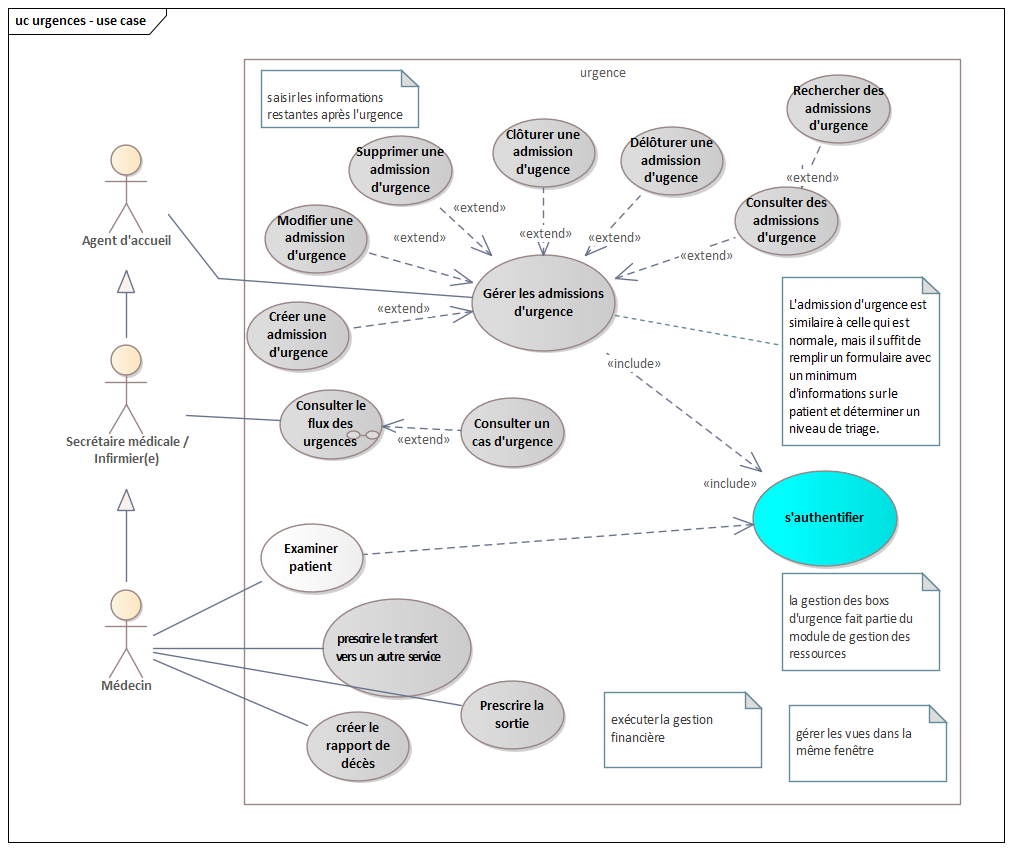 uc urgences - use case
urgence
saisir les informations
restantes après l'urgence
Rechercher des
admissions
d'urgence
Clôturer une
admission
d'ugence
Délôturer une
admission
d'ugence
Supprimer une
admission
d'urgence
«extend»
Consulter des
admissions
d'urgence
Modifier une
admission
d'urgence
«extend»
«extend»
«extend»
«extend»
«extend»
Agent d'accueil
Gérer les admissions
d'urgence
Créer une
admission
d'urgence
«extend»
L'admission d'urgence est
similaire à celle qui est
normale, mais il suffit de
remplir un formulaire avec
un minimum
d'informations sur le
patient et déterminer un
niveau de triage.
«include»
Consulter le
flux des
urgences
Consulter un
cas d'urgence
«extend»
Secrétaire médicale /
Infirmier(e)
«include»
s'authentifier
Examiner
patient
la gestion des boxs
d'urgence fait partie du
module de gestion des
ressources
prescrire le transfert
vers un autre service
Médecin
Prescrire la
sortie
exécuter la gestion
financière
gérer les vues dans la
même fenêtre
créer le
rapport de
décès